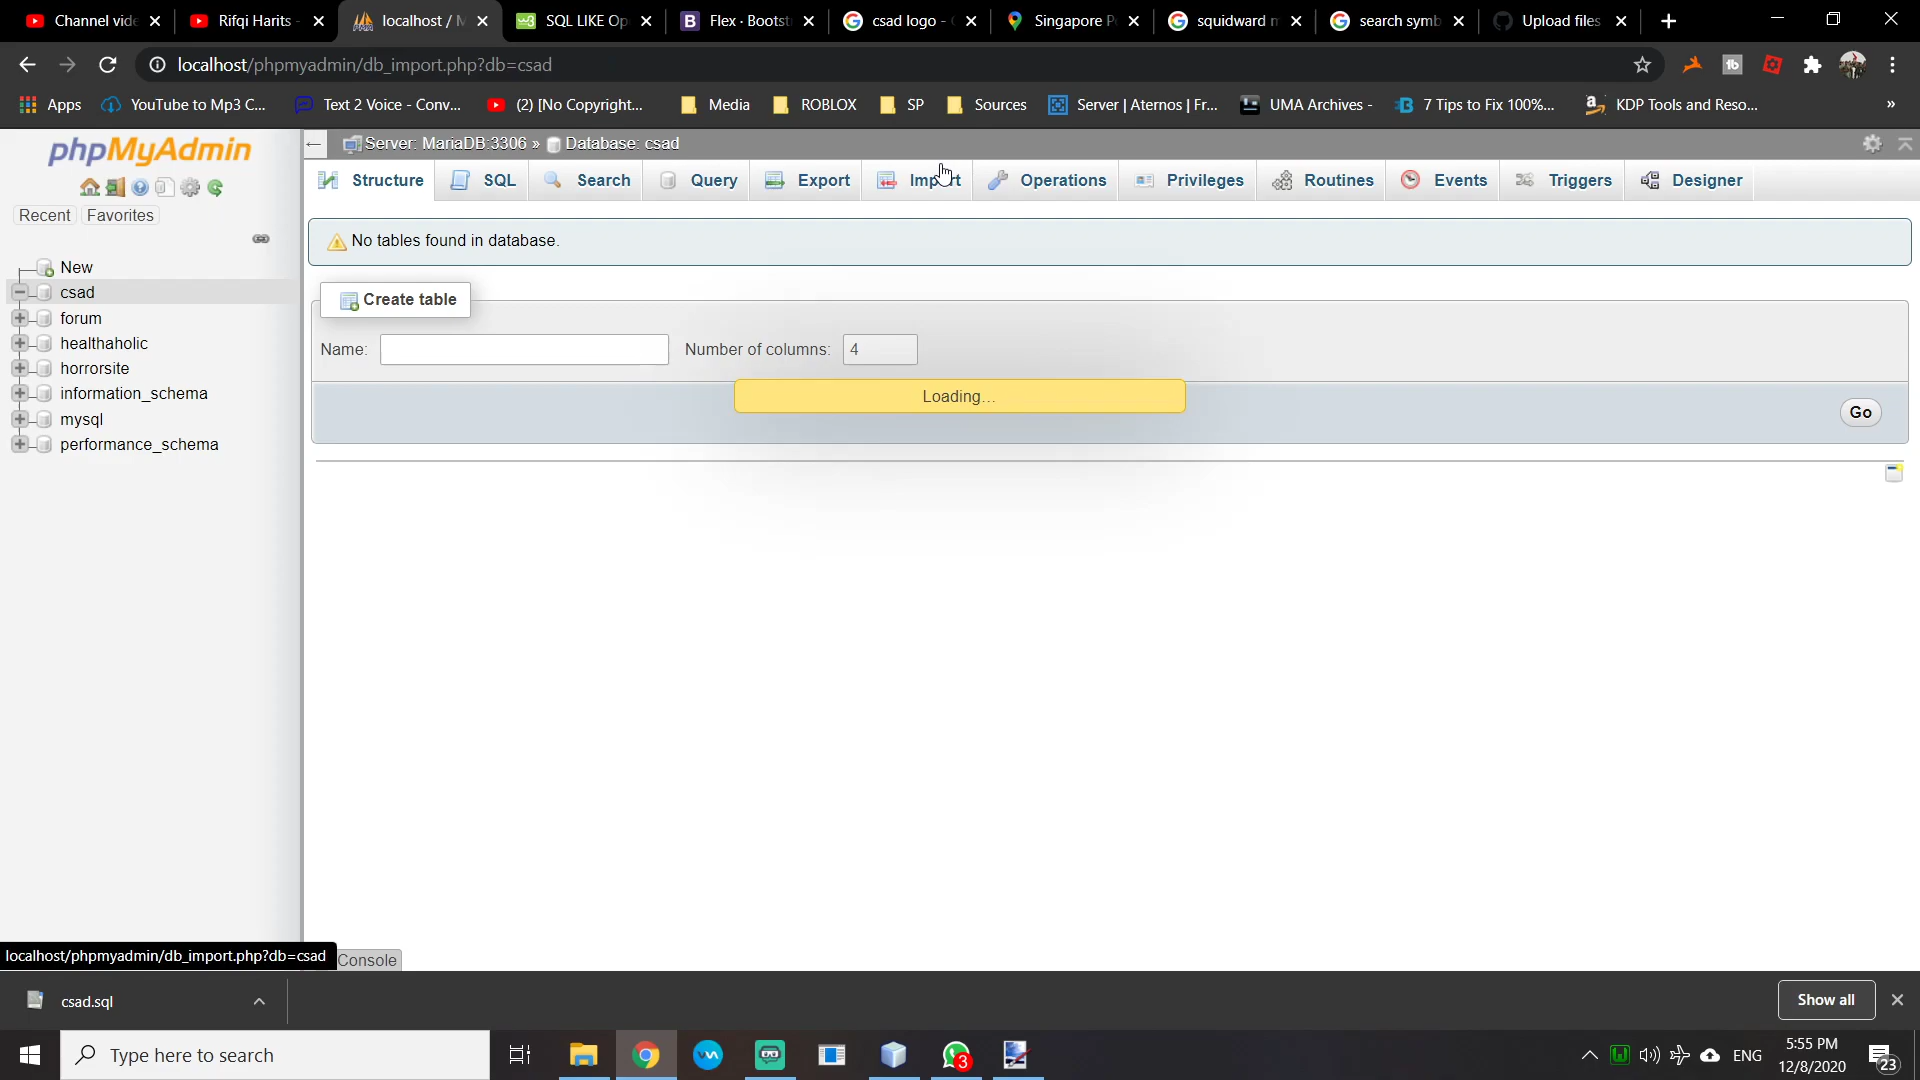 Channel vide
Rifqi Harits -
localhost / M
SQL LIKE Op
Flex · Bootst
csad logo - G
Singapore Po
squidward m
search symb
Upload files
localhost/phpmyadmin/db_import.php?db=csad
Apps
YouTube to Mp3 C...
Text 2 Voice - Conv...
(2) [No Copyright...
Media
ROBLOX
SP
Sources
Server | Aternos | Fr...
UMA Archives -
7 Tips to Fix 100%...
KDP Tools and Reso...
»
phpMyAdmin
Recent
Favorites
New
csad
forum
healthaholic
horrorsite
information_schema
mysql
performance_schema
Server: MariaDB:3306 » Database: csad
Structure
SQL
Search
Query
Export
Import
Operations
Privileges
Routines
Events
Triggers
Designer
No tables found in database.
Create table
Name:
Number of columns: 4
Loading...
Go
localhost/phpmyadmin/db_import.php?db=csad
Console
csad.sql
Show all
Type here to search
3
ENG
5:55 PM
12/8/2020
23